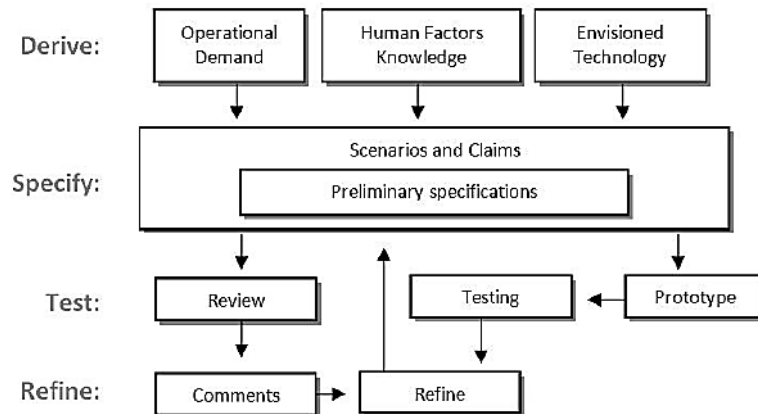 Derive:
Operational
Demand
Human Factors
Knowledge
Envisioned
Technology
Specify:
Scenarios and Claims
Preliminary specifications
Test:
Review
Testing
Prototype
Refine:
Comments
Refine